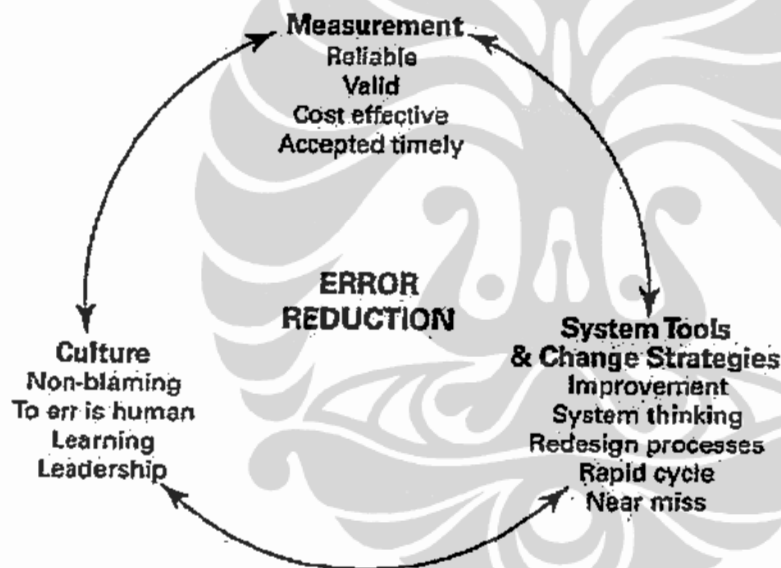 Measurement
Reliable
Valid
Cost effective
Accepted timely
ERROR
REDUCTION
Culture
Non-blaming
To err is human
Learning
Leadership
System Tools
& Change Strategies
Improvement
System thinking
Redesign processes
Rapid cycle
Near miss